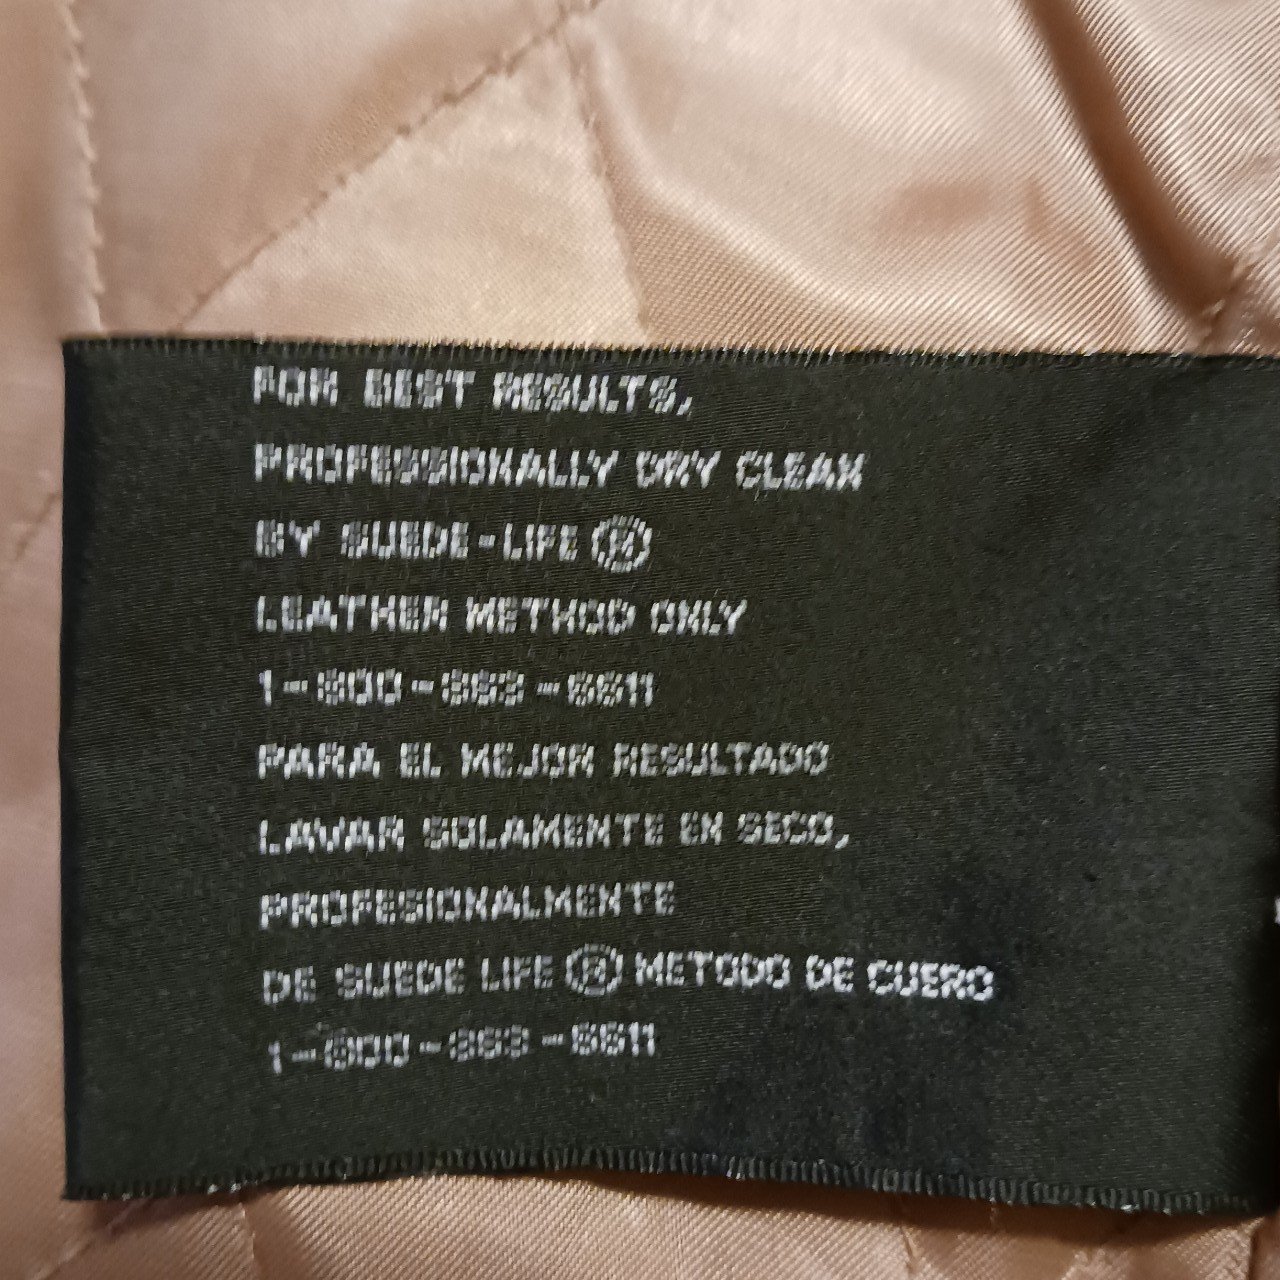 FOR BEST RESULTS,
PROFESSIONALLY DRY CLEAN
BY SUEDE-LIFE ®
LEATHER METHOD ONLY
PARA EL MEJOR RESULTADO
LAVAR SOLAMENTE EN SECO,
PROFESIONALMENTE
DE SUEDE LIFE ® METODO DE CUERO